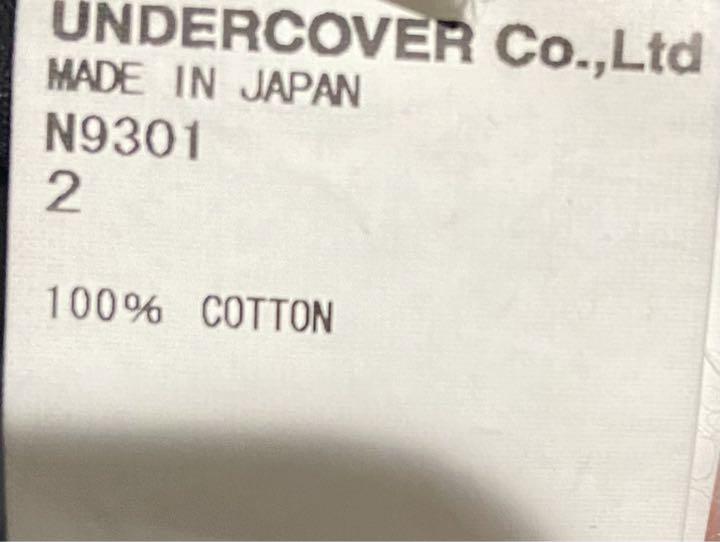 UNDERCOVER Co.,Ltd
MADE IN JAPAN
N9301
2
100% COTTON